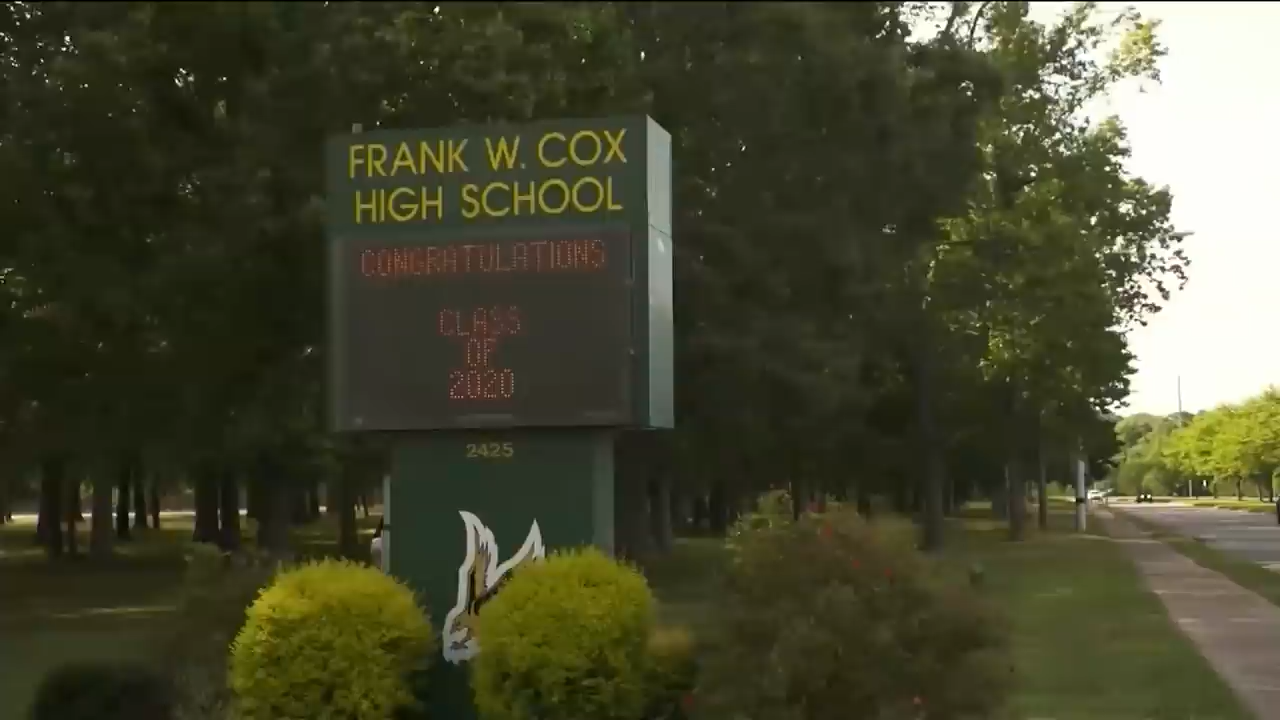 FRANK W. COX
HIGH SCHOOL
CONGRATULATIONS
CLASS
OF
2020
2425